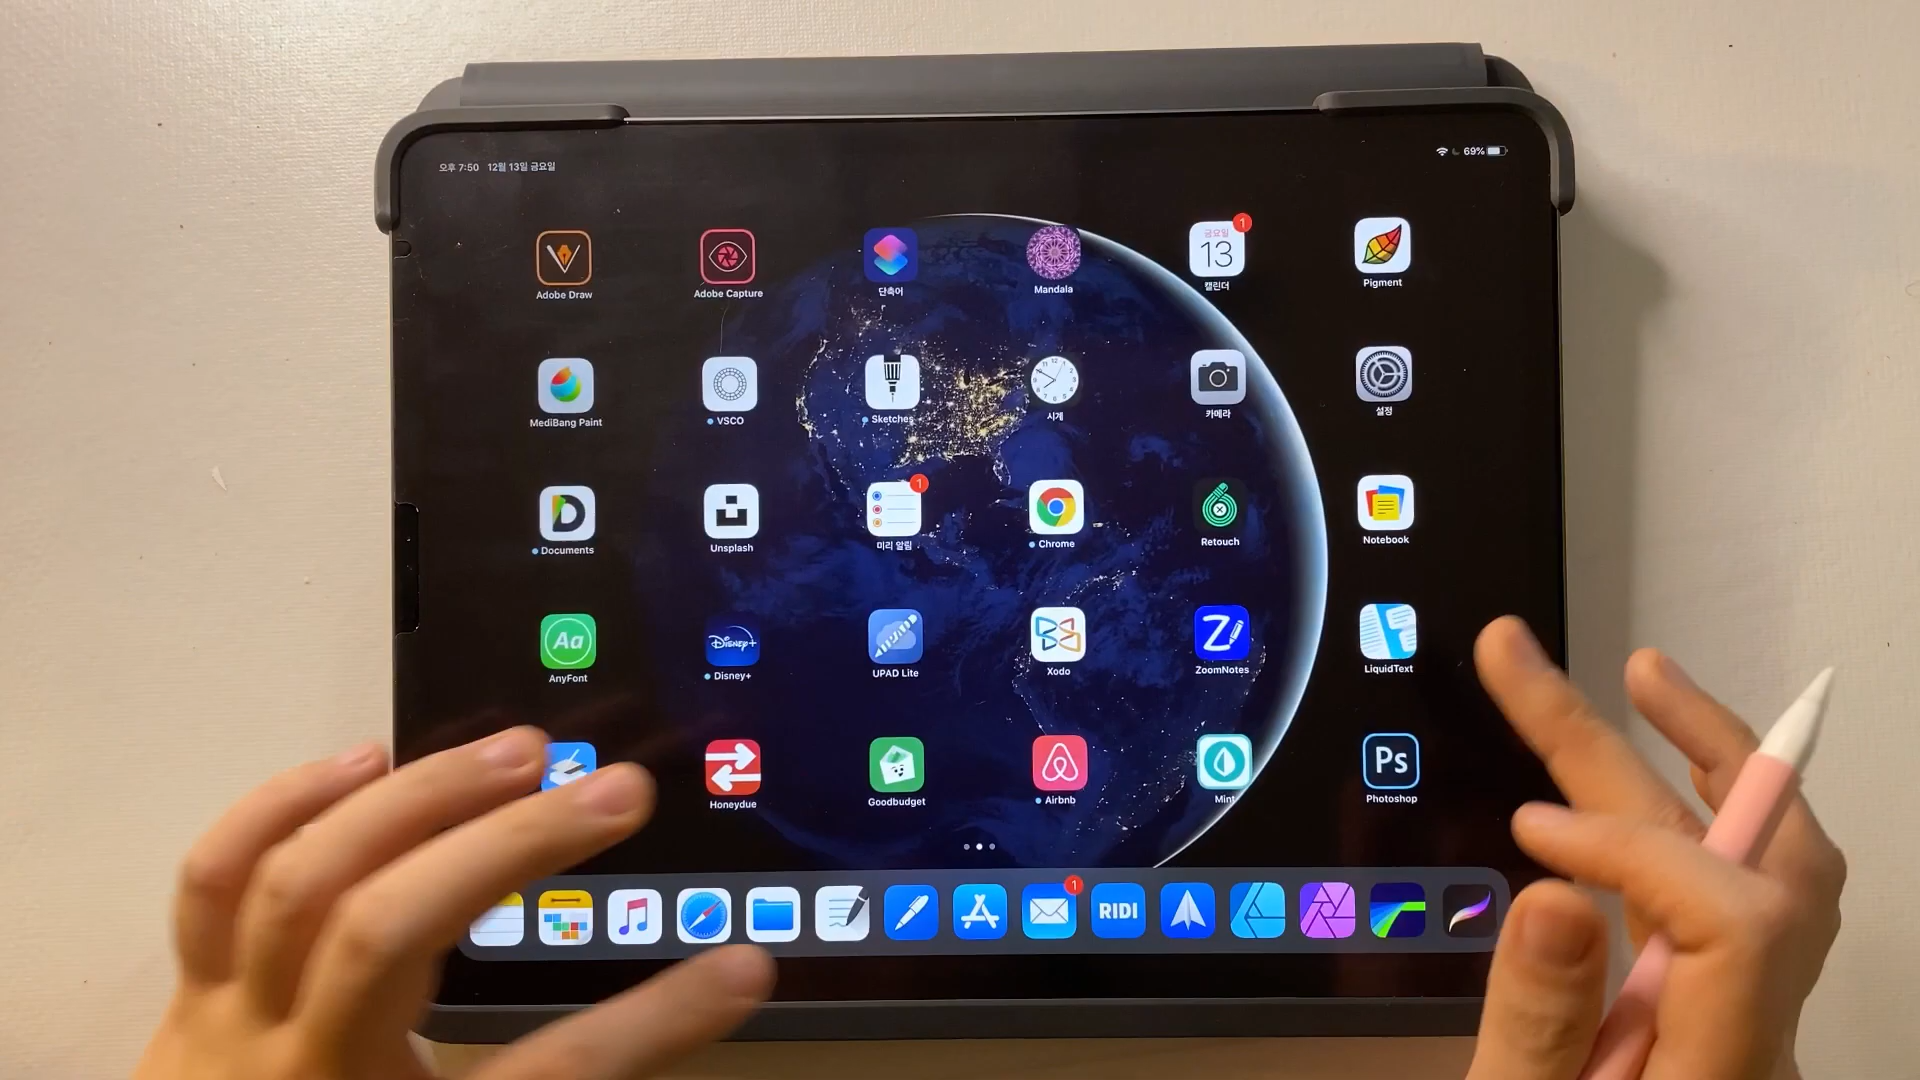 오후 7:50 12월 13일 금요일
69%
Adobe Draw
Adobe Capture
단축어
Mandala
1
금요일
13
캘린더
Pigment
MediBang Paint
VSCO
Sketches
시계
카메라
설정
Documents
Unsplash
1
미리 알림
Chrome
Retouch
Notebook
Aa
AnyFont
Disney+
Disney+
UPAD Lite
Xodo
Z
ZoomNotes
LiquidText
Honeydue
Goodbudget
Airbnb
Mint
Ps
Photoshop
1
RIDI